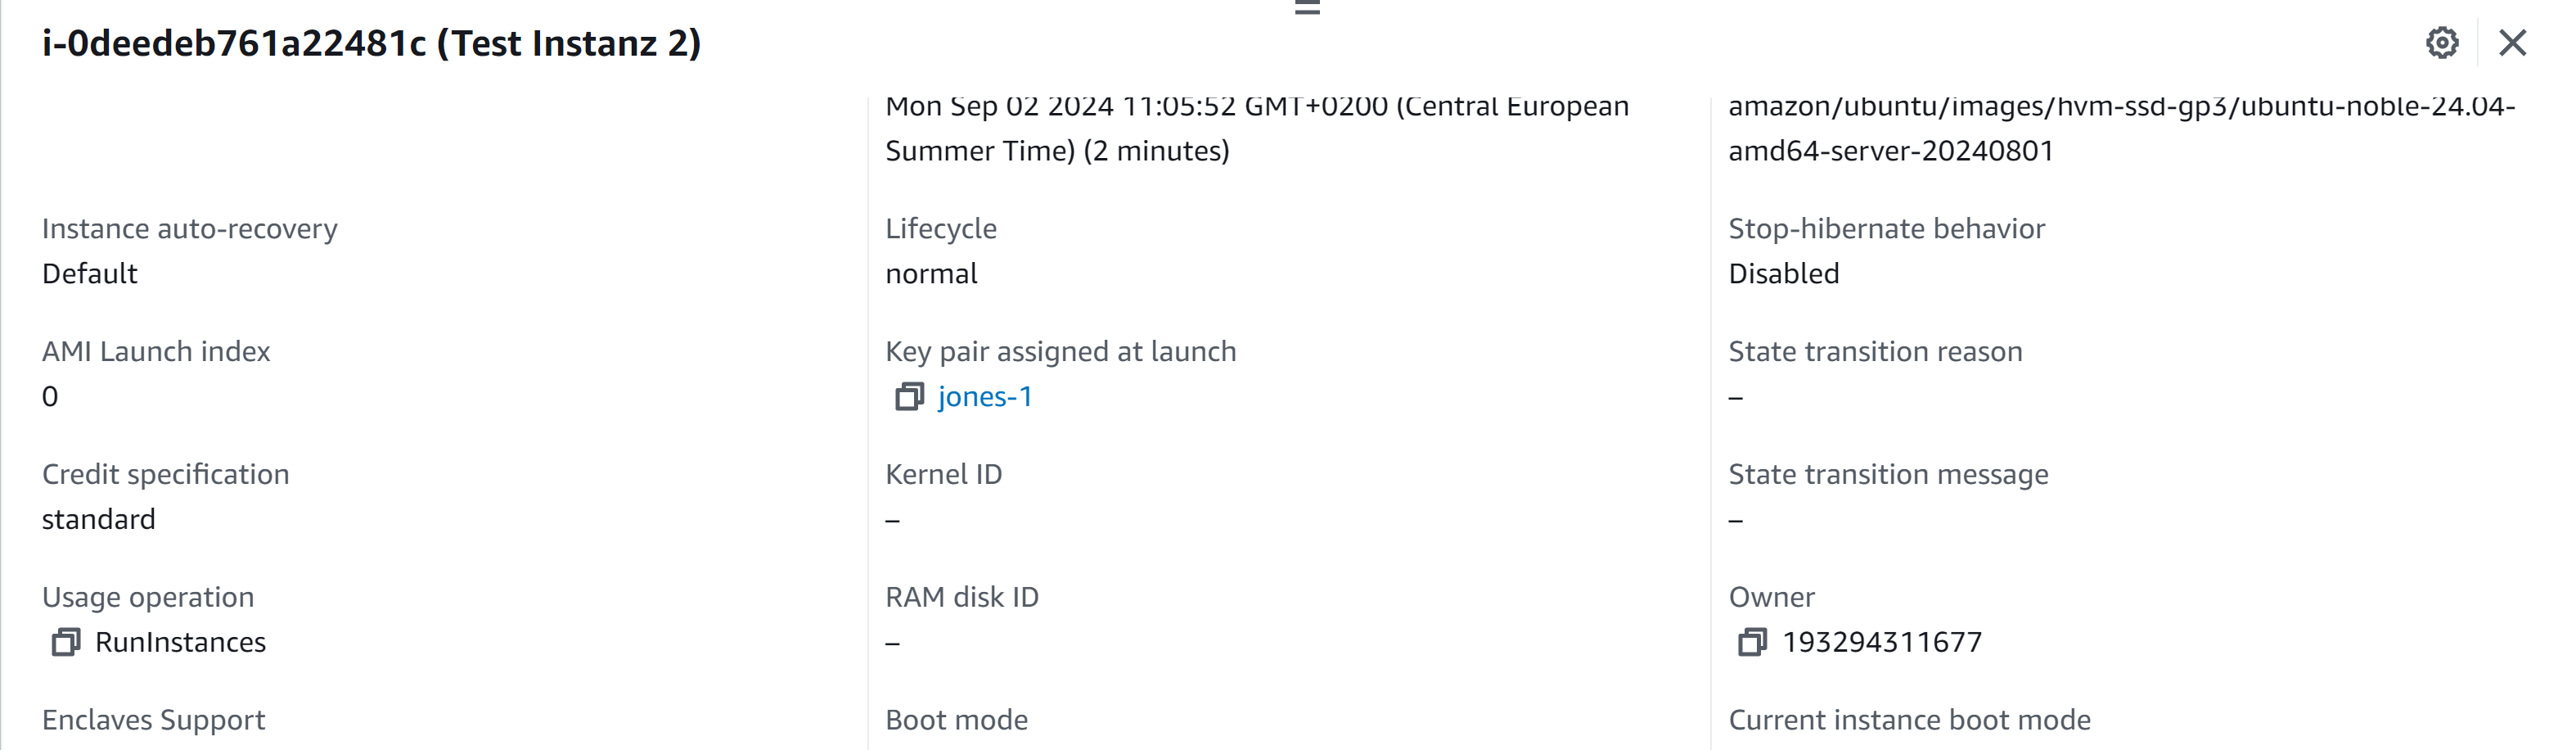 i-0deedeb761a22481c (Test Instanz 2)
Mon Sep 02 2024 11:05:52 GMT+0200 (Central European
Summer Time) (2 minutes)
amazon/ubuntu/images/hvm-ssd-gp3/ubuntu-noble-24.04-
amd64-server-20240801
Instance auto-recovery
Default
Lifecycle
normal
Stop-hibernate behavior
Disabled
AMI Launch index
0
Key pair assigned at launch
jones-1
State transition reason
–
Credit specification
standard
Kernel ID
–
State transition message
–
Usage operation
RunInstances
RAM disk ID
–
Owner
193294311677
Enclaves Support
Boot mode
Current instance boot mode